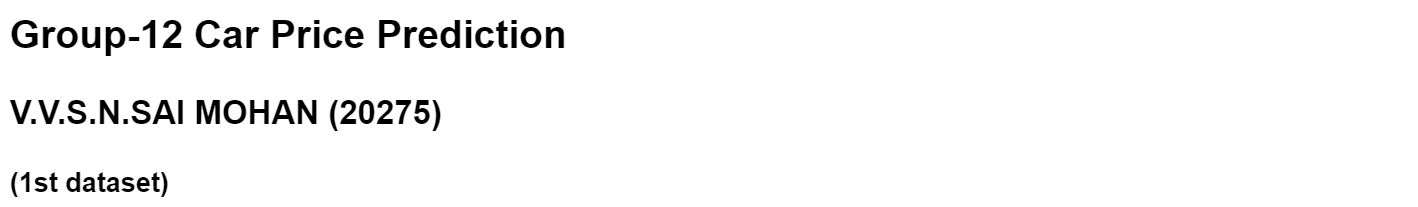 Group-12 Car Price Prediction
V.V.S.N.SAI MOHAN (20275)
(1st dataset)